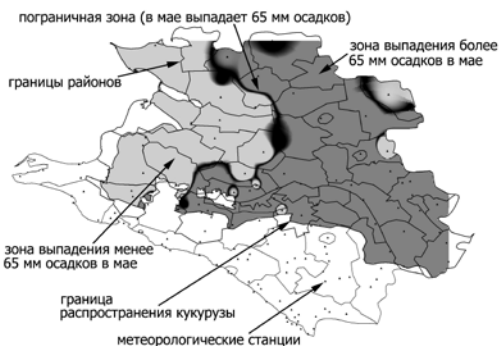 пограничная зона (в мае выпадает 65 мм осадков)
зона выпадения более
65 мм осадков в мае
границы районов
зона выпадения менее
65 мм осадков в мае
граница
распространения кукурузы
метеорологические станции